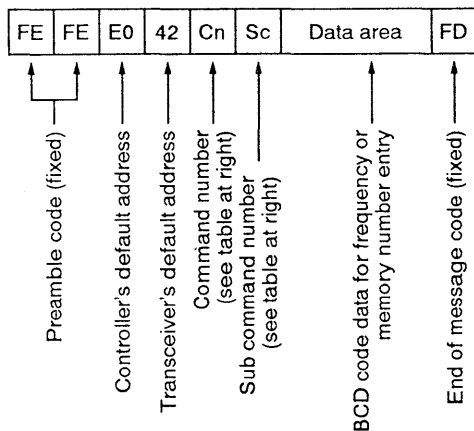 FE FE E0 42 Cn Sc Data area FD
Preamble code (fixed)
Controller's default address
Transceiver's default address
Command number
(see table at right)
Sub command number
(see table at right)
BCD code data for frequency or
memory number entry
End of message code (fixed)